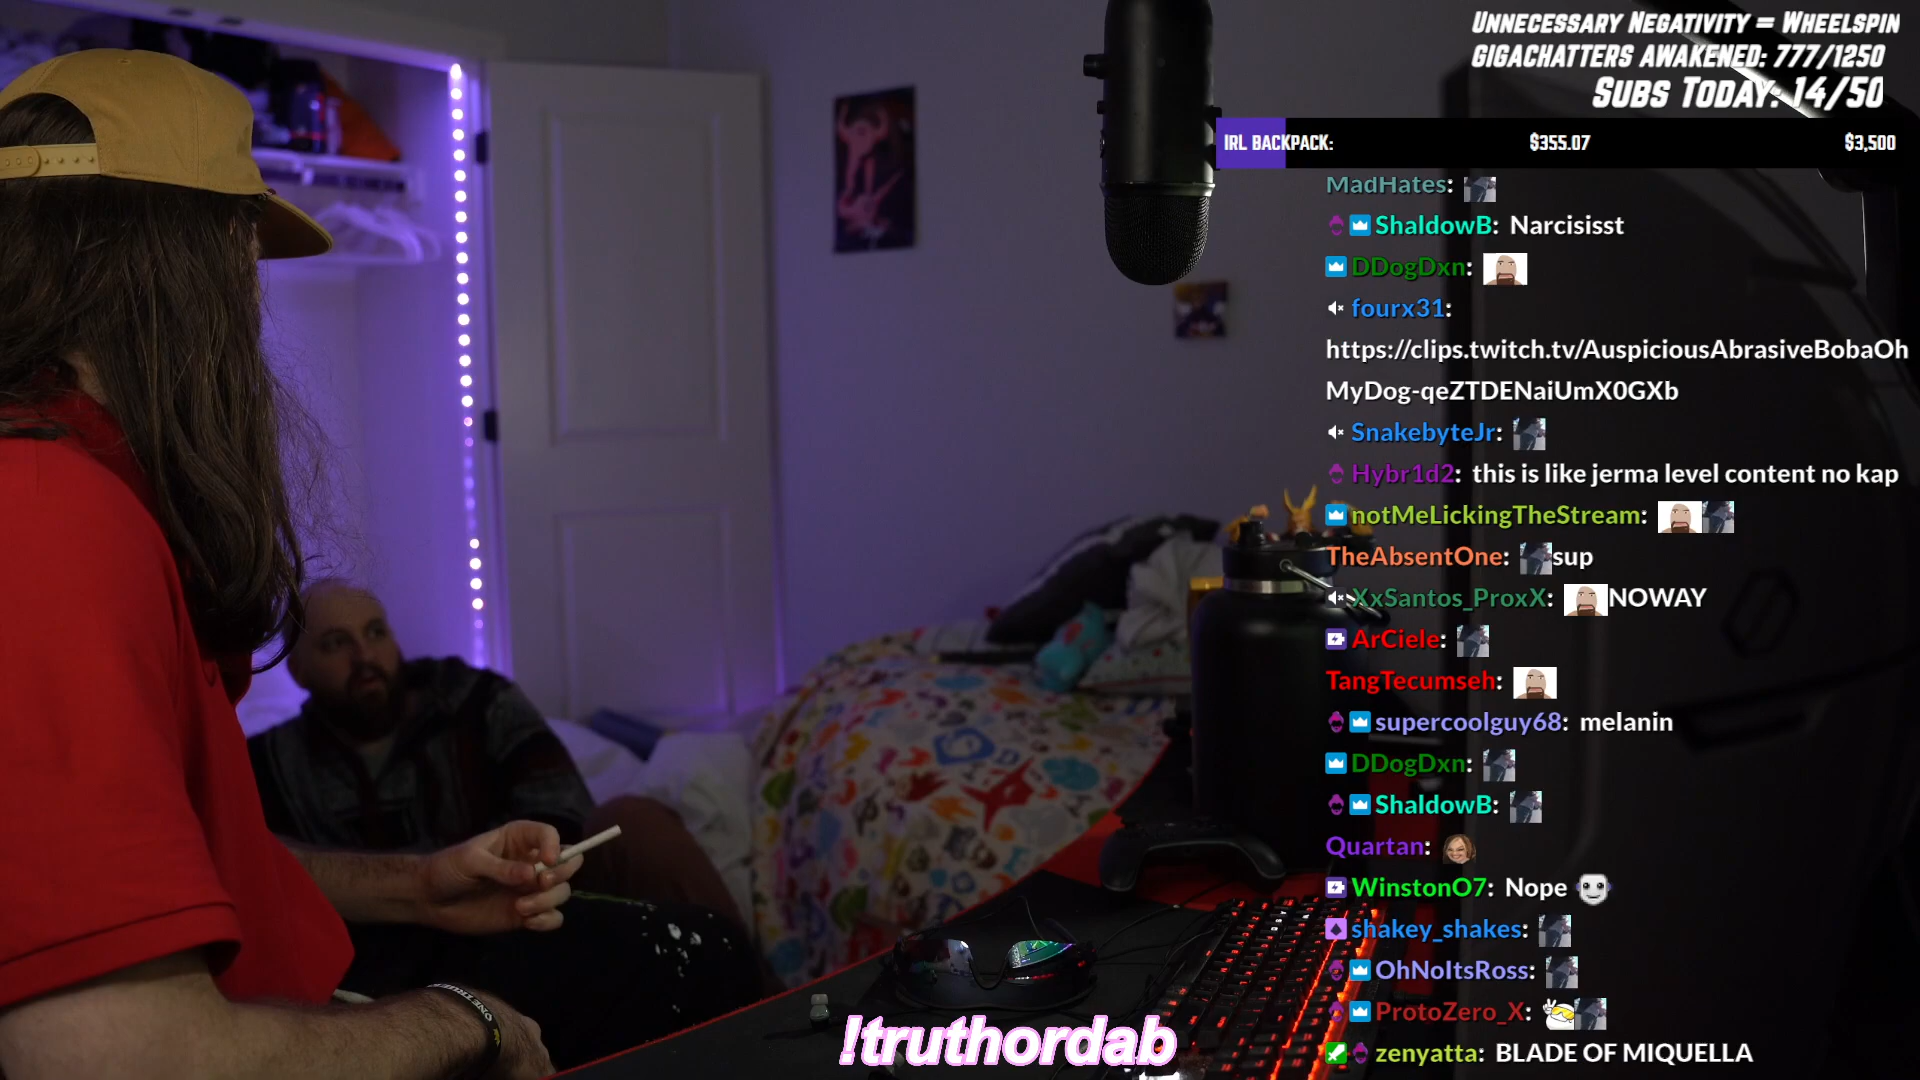 Unnecessary Negativity = Wheelspin
GIGACHATTERS AWAKENED: 777/1250
Subs Today: 14/50
IRL BACKPACK: $355.07 $3,500
MadHates:
ShaldowB: Narcisisst
DDogDxn:
fourx31:
https://clips.twitch.tv/AuspiciousAbrasiveBobaOh
MyDog-qeZTDENaiUmX0GXb
SnakebyteJr:
Hybr1d2: this is like jerma level content no kap
notMeLickingTheStream:
TheAbsentOne: sup
XxSantos_ProxX: NOWAY
ArCiele:
TangTecumseh:
supercoolguy68: melanin
DDogDxn:
ShaldowB:
Quartan:
WinstonO7: Nope
shakey_shakes:
OhNoItsRoss:
ProtoZero_X:
zenyatta: BLADE OF MIQUELLA
!truthordab